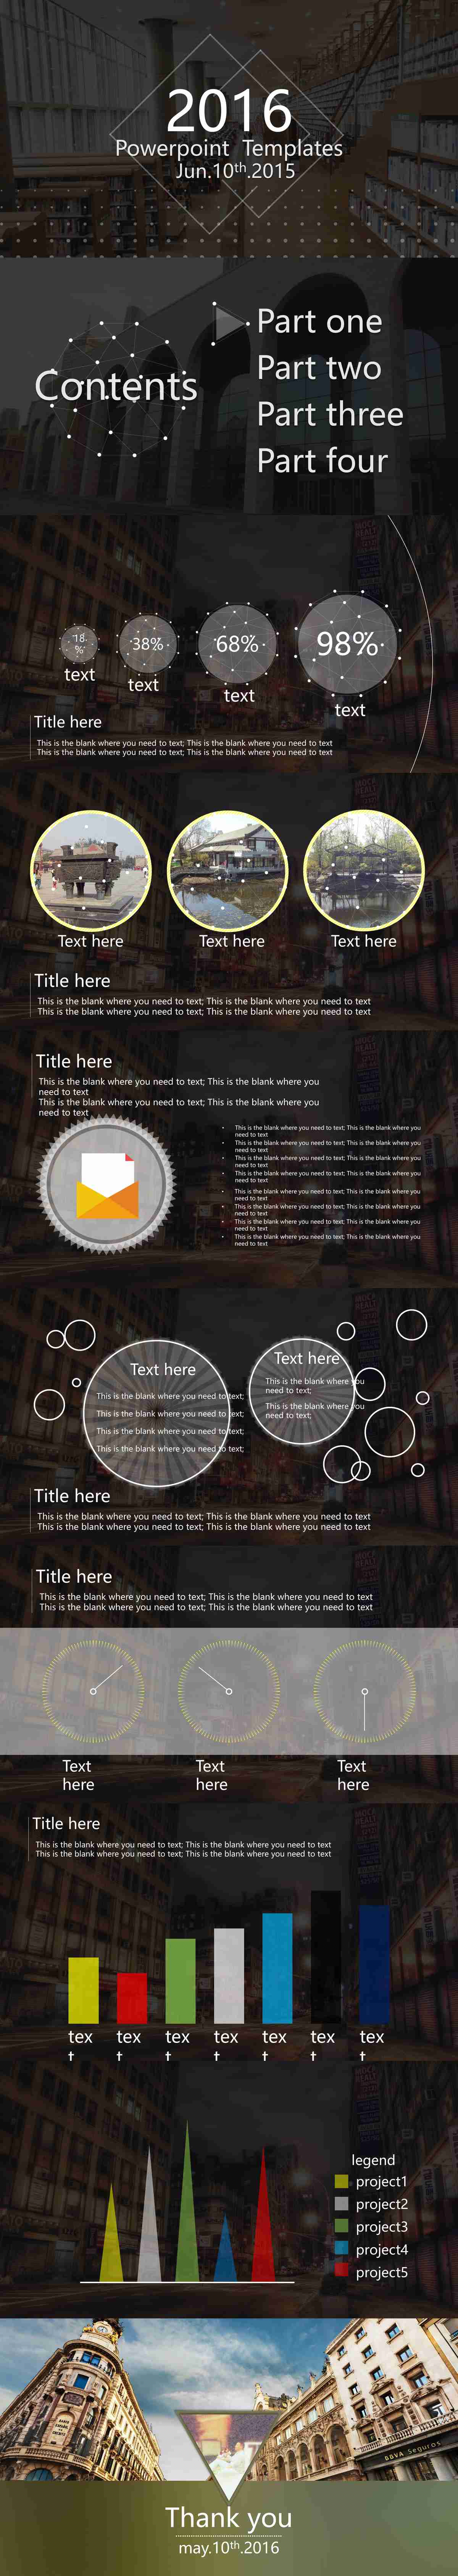 2016
Powerpoint Templates
Jun.10th.2015
Contents
Part one
Part two
Part three
Part four
18
%
38%
68%
98%
text
text
text
text
Title here
This is the blank where you need to text; This is the blank where you need to text
This is the blank where you need to text; This is the blank where you need to text
Text here
Text here
Text here
Title here
This is the blank where you need to text; This is the blank where you need to text
This is the blank where you need to text; This is the blank where you need to text
Title here
This is the blank where you need to text; This is the blank where you
need to text
This is the blank where you need to text; This is the blank where you
need to text
• This is the blank where you need to text; This is the blank where you
need to text
• This is the blank where you need to text; This is the blank where you
need to text
• This is the blank where you need to text; This is the blank where you
need to text
• This is the blank where you need to text; This is the blank where you
need to text
• This is the blank where you need to text; This is the blank where you
need to text
• This is the blank where you need to text; This is the blank where you
need to text
• This is the blank where you need to text; This is the blank where you
need to text
• This is the blank where you need to text; This is the blank where you
need to text
Text here
This is the blank where you need to text;
This is the blank where you need to text;
This is the blank where you need to text;
This is the blank where you need to text;
Text here
This is the blank where you
need to text;
This is the blank where you
need to text;
Title here
This is the blank where you need to text; This is the blank where you need to text
This is the blank where you need to text; This is the blank where you need to text
Title here
This is the blank where you need to text; This is the blank where you need to text
This is the blank where you need to text; This is the blank where you need to text
Text
here
Text
here
Text
here
Title here
This is the blank where you need to text; This is the blank where you need to text
This is the blank where you need to text; This is the blank where you need to text
tex
t
tex
t
tex
t
tex
t
tex
t
tex
t
tex
t
legend
project1
project2
project3
project4
project5
BBVA Seguros
Thank you
may.10th.2016